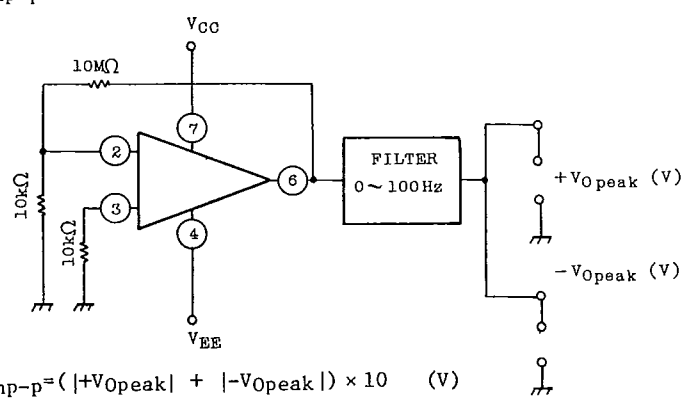 VCC
10MΩ
7
2
6
3
4
10kΩ
10kΩ
FILTER
0~100Hz
+VOpeak (V)
-VOpeak (V)
VEE
np-p=(|+VOpeak| + |-VOpeak|)×10 (V)